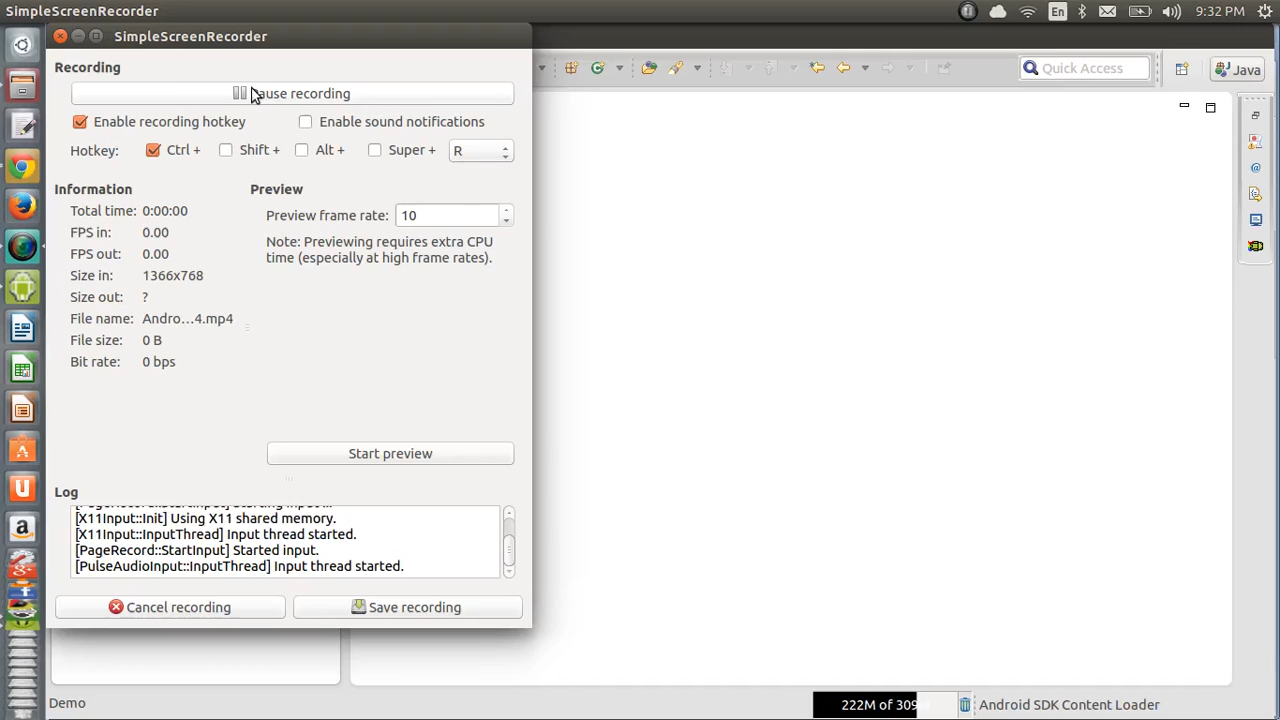 SimpleScreenRecorder
En
9:32 PM
SimpleScreenRecorder
Recording
ause recording
Enable recording hotkey
Enable sound notifications
Hotkey: Ctrl + Shift + Alt + Super + R
Information
Preview
Total time: 0:00:00
Preview frame rate: 10
FPS in: 0.00
Note: Previewing requires extra CPU
time (especially at high frame rates).
FPS out: 0.00
Size in: 1366x768
Size out: ?
File name: Andro...4.mp4
File size: 0 B
Bit rate: 0 bps
Start preview
Log
[X11Input::Init] Using X11 shared memory.
[X11Input::InputThread] Input thread started.
[PageRecord::StartInput] Started input.
[PulseAudioInput::InputThread] Input thread started.
Cancel recording
Save recording
Quick Access
Java
Demo
222M of 309
Android SDK Content Loader